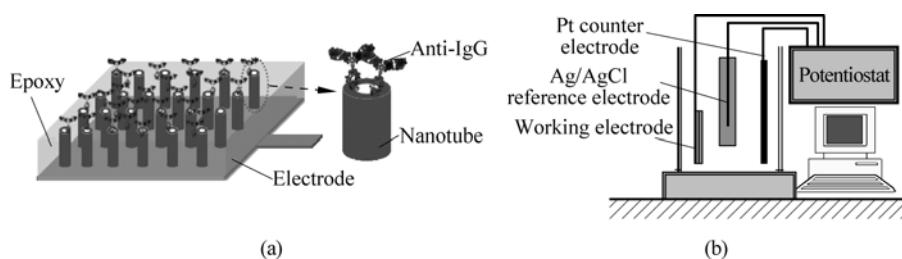 Epoxy
Anti-IgG
Nanotube
Electrode
(a)
Pt counter
electrode
Ag/AgCl
reference electrode
Working electrode
Potentiostat
(b)